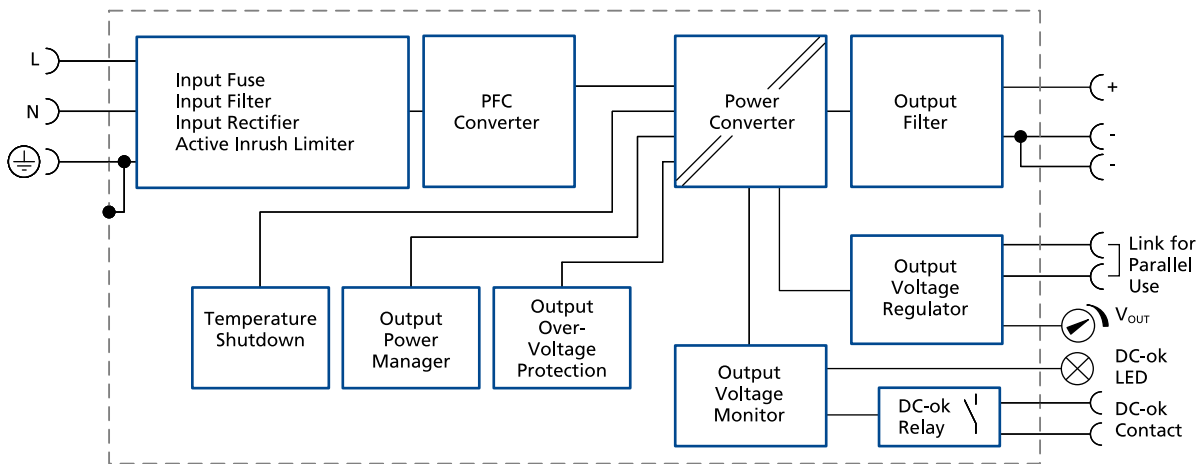 L
N
Input Fuse
Input Filter
Input Rectifier
Active Inrush Limiter
PFC
Converter
Power
Converter
Output
Filter
+
-
-
Temperature
Shutdown
Output
Power
Manager
Output
Over-
Voltage
Protection
Output
Voltage
Regulator
Link for
Parallel
Use
VOUT
Output
Voltage
Monitor
DC-ok
LED
DC-ok
Relay
DC-ok
Contact